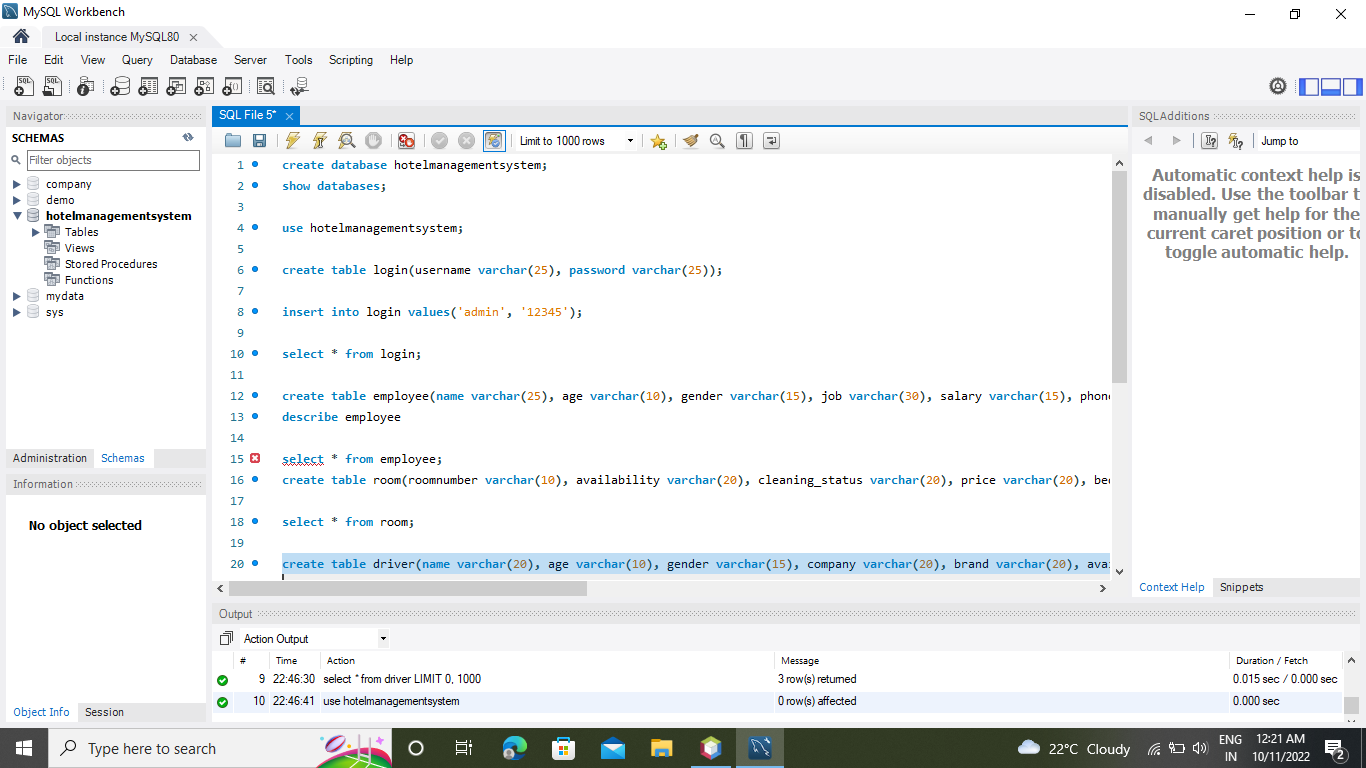 MySQL Workbench
Local instance MySQL80
File Edit View Query Database Server Tools Scripting Help
Navigator
SCHEMAS
Filter objects
company
demo
hotelmanagementsystem
Tables
Views
Stored Procedures
Functions
mydata
sys
Administration Schemas
Information
No object selected
Object Info Session
SQL File 5*
Limit to 1000 rows
1 create database hotelmanagementsystem;
2 show databases;
3
4 use hotelmanagementsystem;
5
6 create table login(username varchar(25), password varchar(25));
7
8 insert into login values('admin', '12345');
9
10 select * from login;
11
12 create table employee(name varchar(25), age varchar(10), gender varchar(15), job varchar(30), salary varchar(15), phon
13 describe employee
14
15 select * from employee;
16 create table room(roomnumber varchar(10), availability varchar(20), cleaning_status varchar(20), price varchar(20), be
17
18 select * from room;
19
20 create table driver(name varchar(20), age varchar(10), gender varchar(15), company varchar(20), brand varchar(20), ava
SQLAdditions
Jump to
Automatic context help is
disabled. Use the toolbar t
manually get help for the
current caret position or to
toggle automatic help.
Context Help Snippets
Output
Action Output
# Time Action Message Duration / Fetch
9 22:46:30 select * from driver LIMIT 0, 1000 3 row(s) returned 0.015 sec / 0.000 sec
10 22:46:41 use hotelmanagementsystem 0 row(s) affected 0.000 sec
Type here to search
22°C Cloudy
ENG
IN
12:21 AM
10/11/2022
2